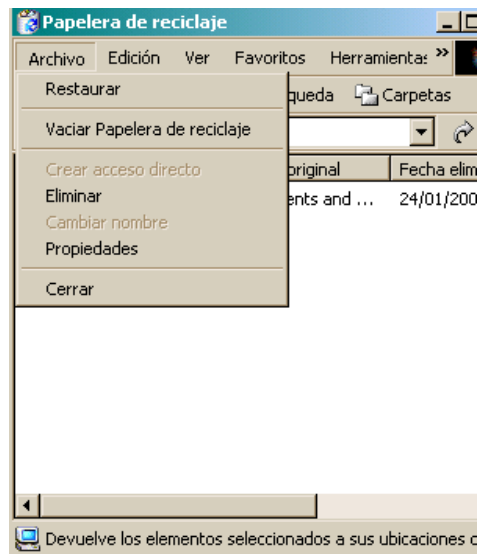 Papelera de reciclaje
Archivo Edición Ver Favoritos Herramientas »
Restaurar
queda Carpetas
Vaciar Papelera de reciclaje
Crear acceso directo
original Fecha elim
Eliminar
ents and ... 24/01/200
Cambiar nombre
Propiedades
Cerrar
Devuelve los elementos seleccionados a sus ubicaciones